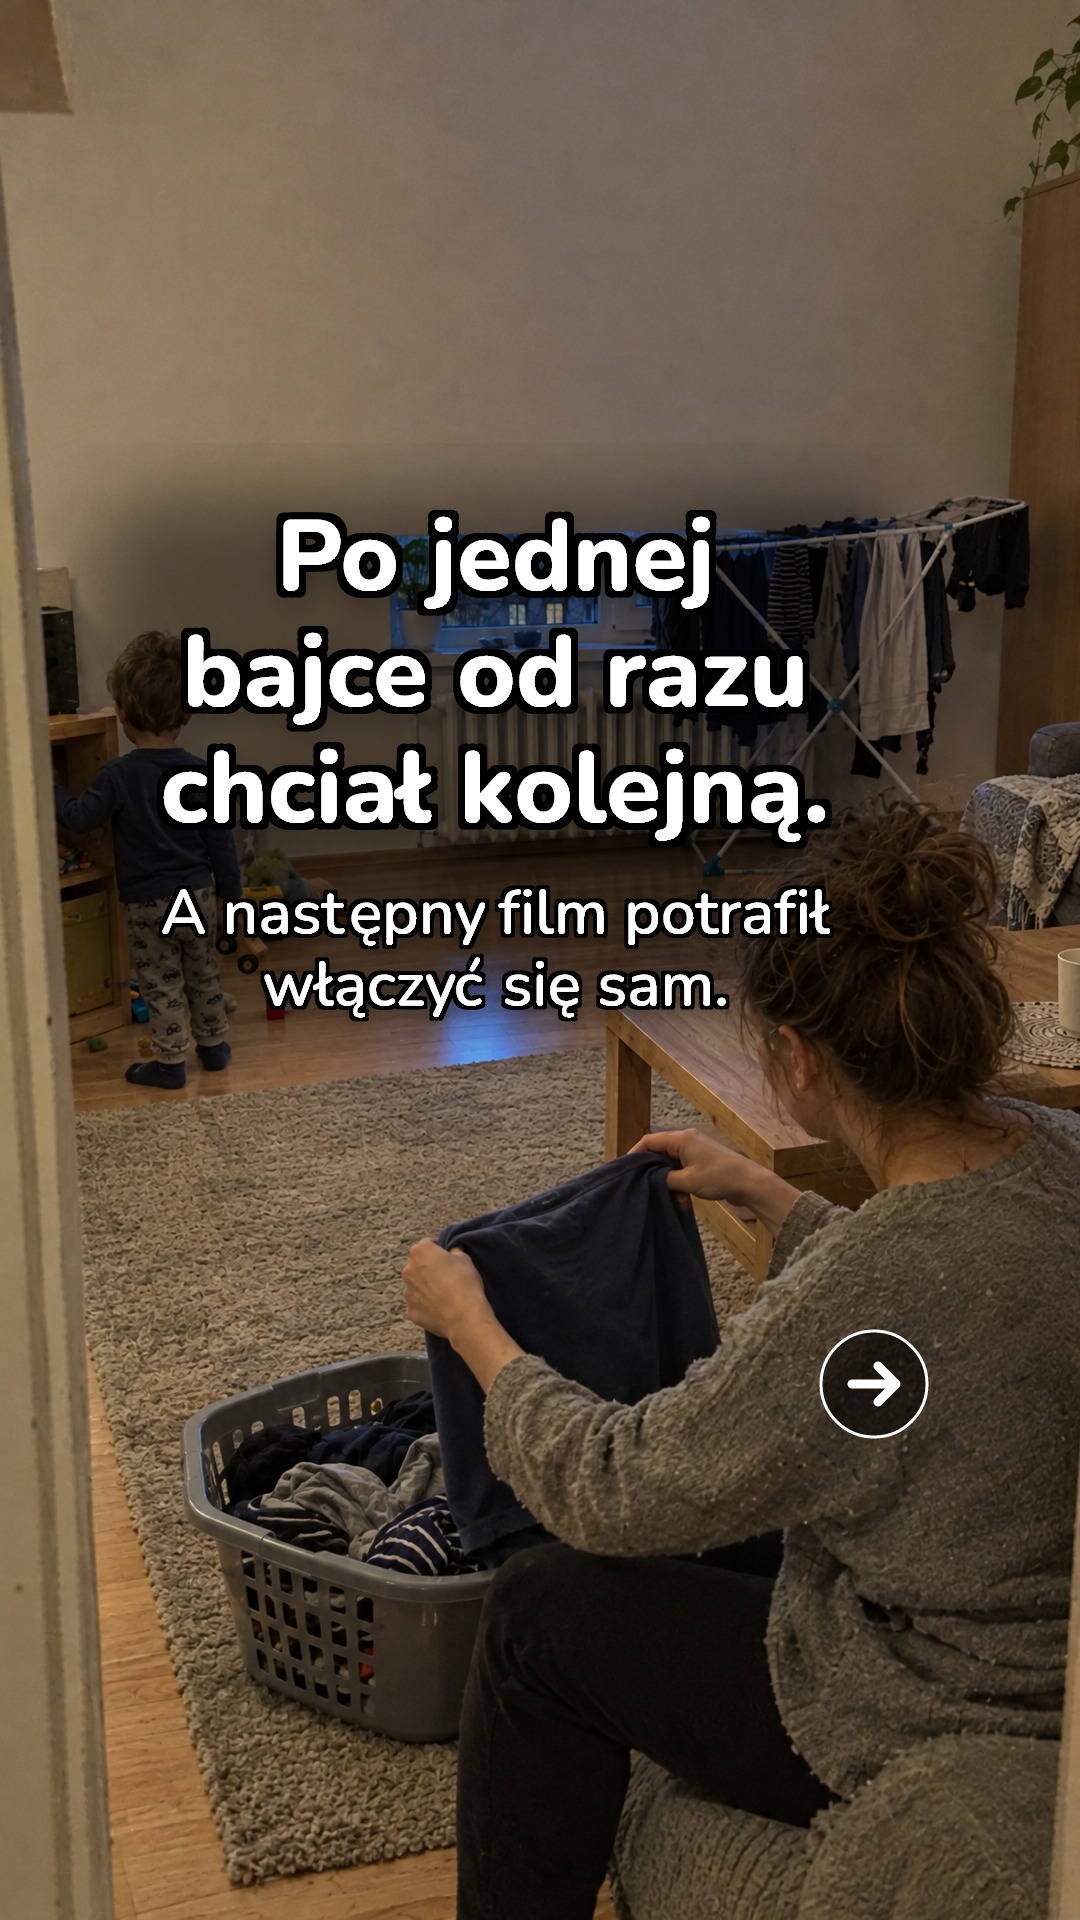 Po jednej
bajce od razu
chciał kolejną.
A następny film potrafił
włączyć się sam.